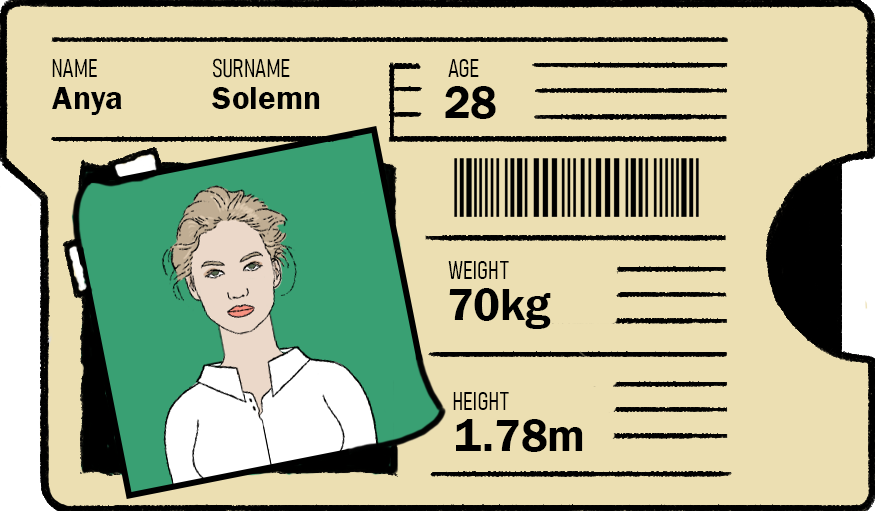 NAME
Anya
SURNAME
Solemn
AGE
28
WEIGHT
70kg
HEIGHT
1.78m